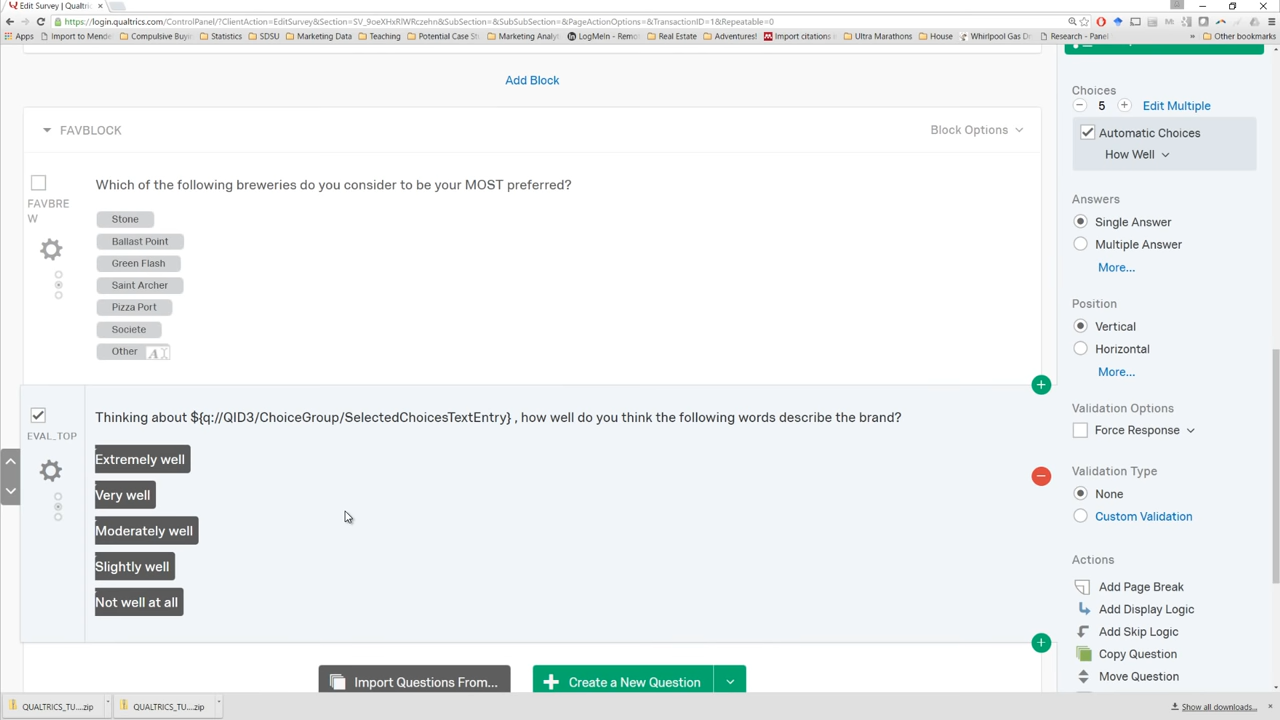 Edit Survey | Qualtrics
https://login.qualtrics.com/ControlPanel/?ClientAction=EditSurvey&Section=SV_9oeXHxRlWRczehn&SubSection=&SubSubSection=&PageActionOptions=&TransactionID=1&Repeatable=0
Apps Import to Mende Compulsive Buyi Statistics SDSU Marketing Data Teaching Potential Case St Marketing Analy LogMein - Remo Real Estate Adventures! Import citations Ultra Marathons House Whirlpool Gas D Research - Panel » Other bookmarks
Add Block
FAVBLOCK
Block Options
Which of the following breweries do you consider to be your MOST preferred?
FAVBRE
W
Stone
Ballast Point
Green Flash
Saint Archer
Pizza Port
Societe
Other
Thinking about ${q://QID3/ChoiceGroup/SelectedChoicesTextEntry} , how well do you think the following words describe the brand?
EVAL_TOP
Extremely well
Very well
Moderately well
Slightly well
Not well at all
Import Questions From...
Create a New Question
Choices
5 Edit Multiple
Automatic Choices
How Well
Answers
Single Answer
Multiple Answer
More...
Position
Vertical
Horizontal
More...
Validation Options
Force Response
Validation Type
None
Custom Validation
Actions
Add Page Break
Add Display Logic
Add Skip Logic
Copy Question
Move Question
QUALTRICS_TU....zip
QUALTRICS_TU....zip
Show all downloads...